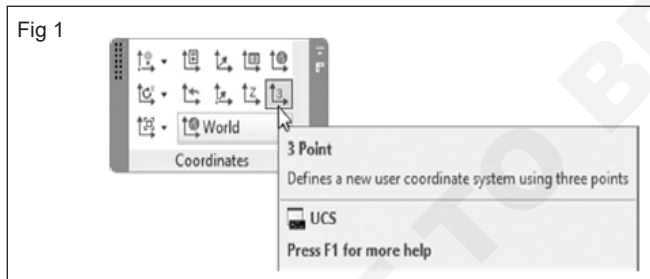 Fig 1
World
Coordinates
3 Point
Defines a new user coordinate system using three points
UCS
Press F1 for more help